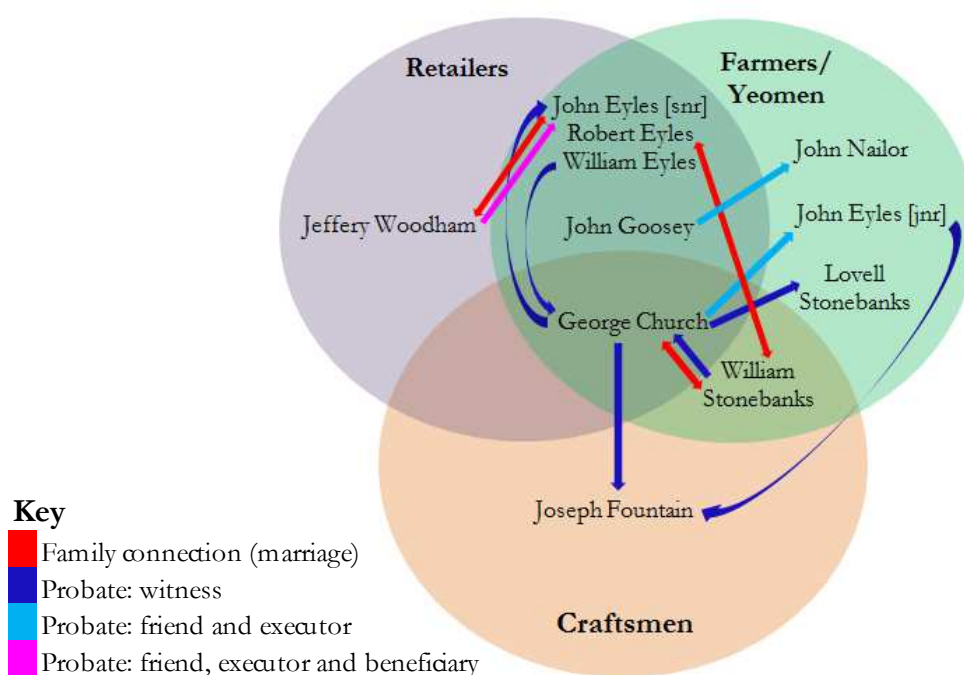 Retailers
Farmers/
Yeomen
John Eyles [snr]
Robert Eyles
William Eyles
John Nailor
Jeffery Woodham
John Goosey
John Eyles [jnr]
Lovell
Stonebanks
George Church
William
Stonebanks
Joseph Fountain
Craftsmen
Key
Family connection (marriage)
Probate: witness
Probate: friend and executor
Probate: friend, executor and beneficiary